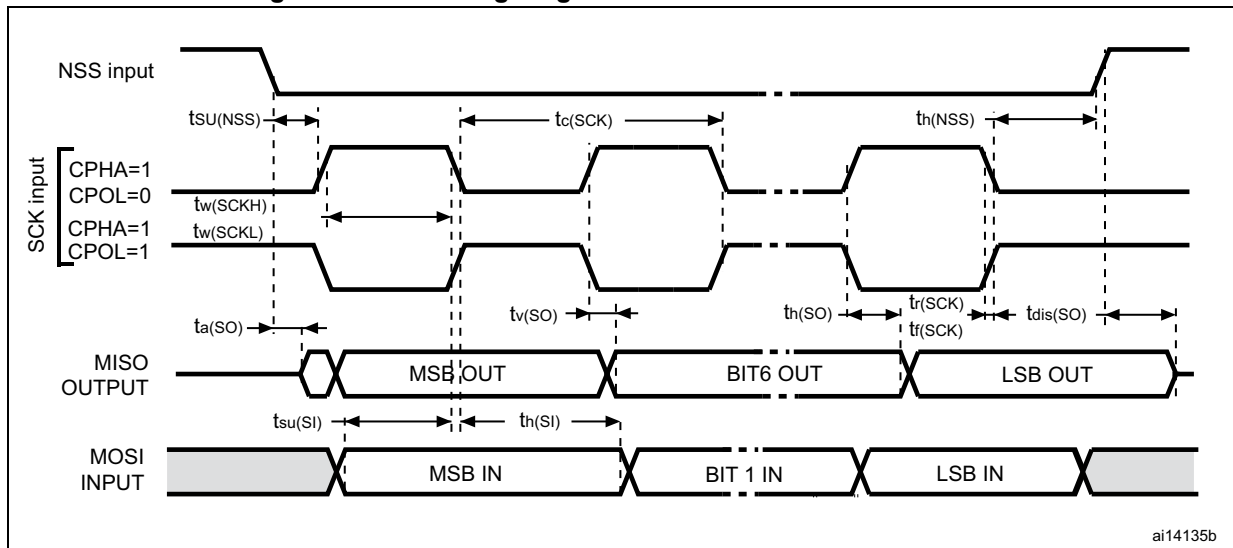 NSS input
tSU(NSS)
tc(SCK)
th(NSS)
SCK input
CPHA=1
CPOL=0
tw(SCKH)
CPHA=1
tw(SCKL)
CPOL=1
ta(SO)
tv(SO)
th(SO)
tr(SCK)
tf(SCK)
tdis(SO)
MISO
OUTPUT
MSB OUT
BIT6 OUT
LSB OUT
tsu(SI)
th(SI)
MOSI
INPUT
MSB IN
BIT 1 IN
LSB IN
ai14135b